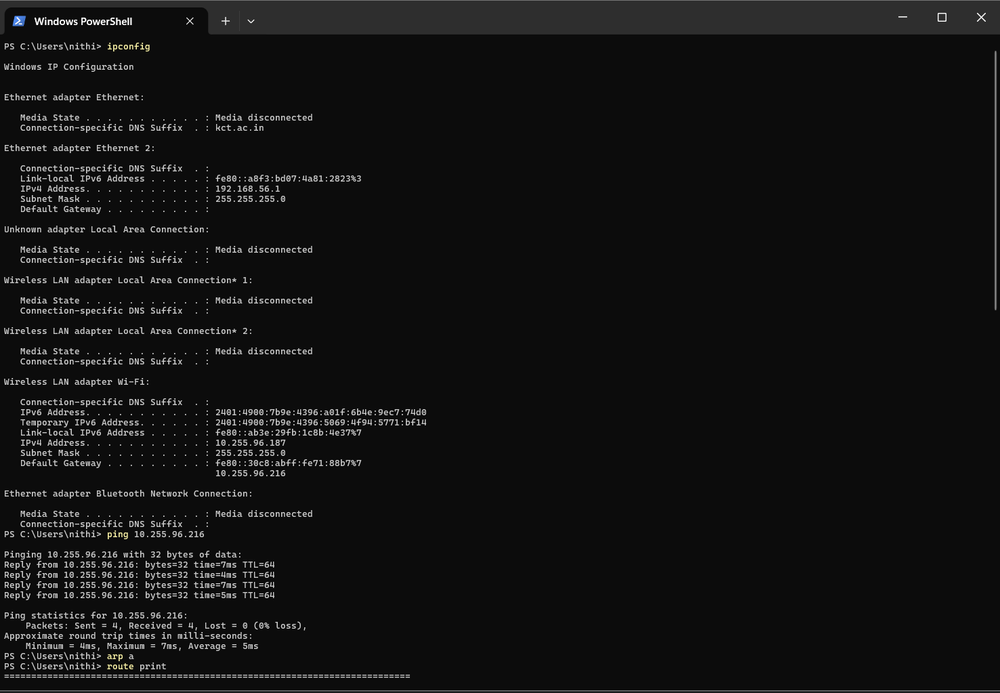 Windows PowerShell
PS C:\Users\nithi> ipconfig
Windows IP Configuration
Ethernet adapter Ethernet:
   Media State . . . . . . . . . . . : Media disconnected
   Connection-specific DNS Suffix  . : kct.ac.in
Ethernet adapter Ethernet 2:
   Connection-specific DNS Suffix  . :
   Link-local IPv6 Address . . . . . : fe80::a8f3:bd07:4a81:2823%3
   IPv4 Address. . . . . . . . . . . : 192.168.56.1
   Subnet Mask . . . . . . . . . . . : 255.255.255.0
   Default Gateway . . . . . . . . . :
Unknown adapter Local Area Connection:
   Media State . . . . . . . . . . . : Media disconnected
   Connection-specific DNS Suffix  . :
Wireless LAN adapter Local Area Connection* 1:
   Media State . . . . . . . . . . . : Media disconnected
   Connection-specific DNS Suffix  . :
Wireless LAN adapter Local Area Connection* 2:
   Media State . . . . . . . . . . . : Media disconnected
   Connection-specific DNS Suffix  . :
Wireless LAN adapter Wi-Fi:
   Connection-specific DNS Suffix  . :
   IPv6 Address. . . . . . . . . . . : 2401:4900:7b9e:4396:a01f:6b4e:9ec7:74d0
   Temporary IPv6 Address. . . . . . : 2401:4900:7b9e:4396:5069:4f94:5771:bf14
   Link-local IPv6 Address . . . . . : fe80::ab3e:29fb:1c8b:4e37%7
   IPv4 Address. . . . . . . . . . . : 10.255.96.187
   Subnet Mask . . . . . . . . . . . : 255.255.255.0
   Default Gateway . . . . . . . . . : fe80::30c8:abff:fe71:88b7%7
                                       10.255.96.216
Ethernet adapter Bluetooth Network Connection:
   Media State . . . . . . . . . . . : Media disconnected
   Connection-specific DNS Suffix  . :
PS C:\Users\nithi> ping 10.255.96.216
Pinging 10.255.96.216 with 32 bytes of data:
Reply from 10.255.96.216: bytes=32 time=7ms TTL=64
Reply from 10.255.96.216: bytes=32 time=4ms TTL=64
Reply from 10.255.96.216: bytes=32 time=7ms TTL=64
Reply from 10.255.96.216: bytes=32 time=5ms TTL=64
Ping statistics for 10.255.96.216:
    Packets: Sent = 4, Received = 4, Lost = 0 (0% loss),
Approximate round trip times in milli-seconds:
    Minimum = 4ms, Maximum = 7ms, Average = 5ms
PS C:\Users\nithi> arp a
PS C:\Users\nithi> route print
===========================================================================